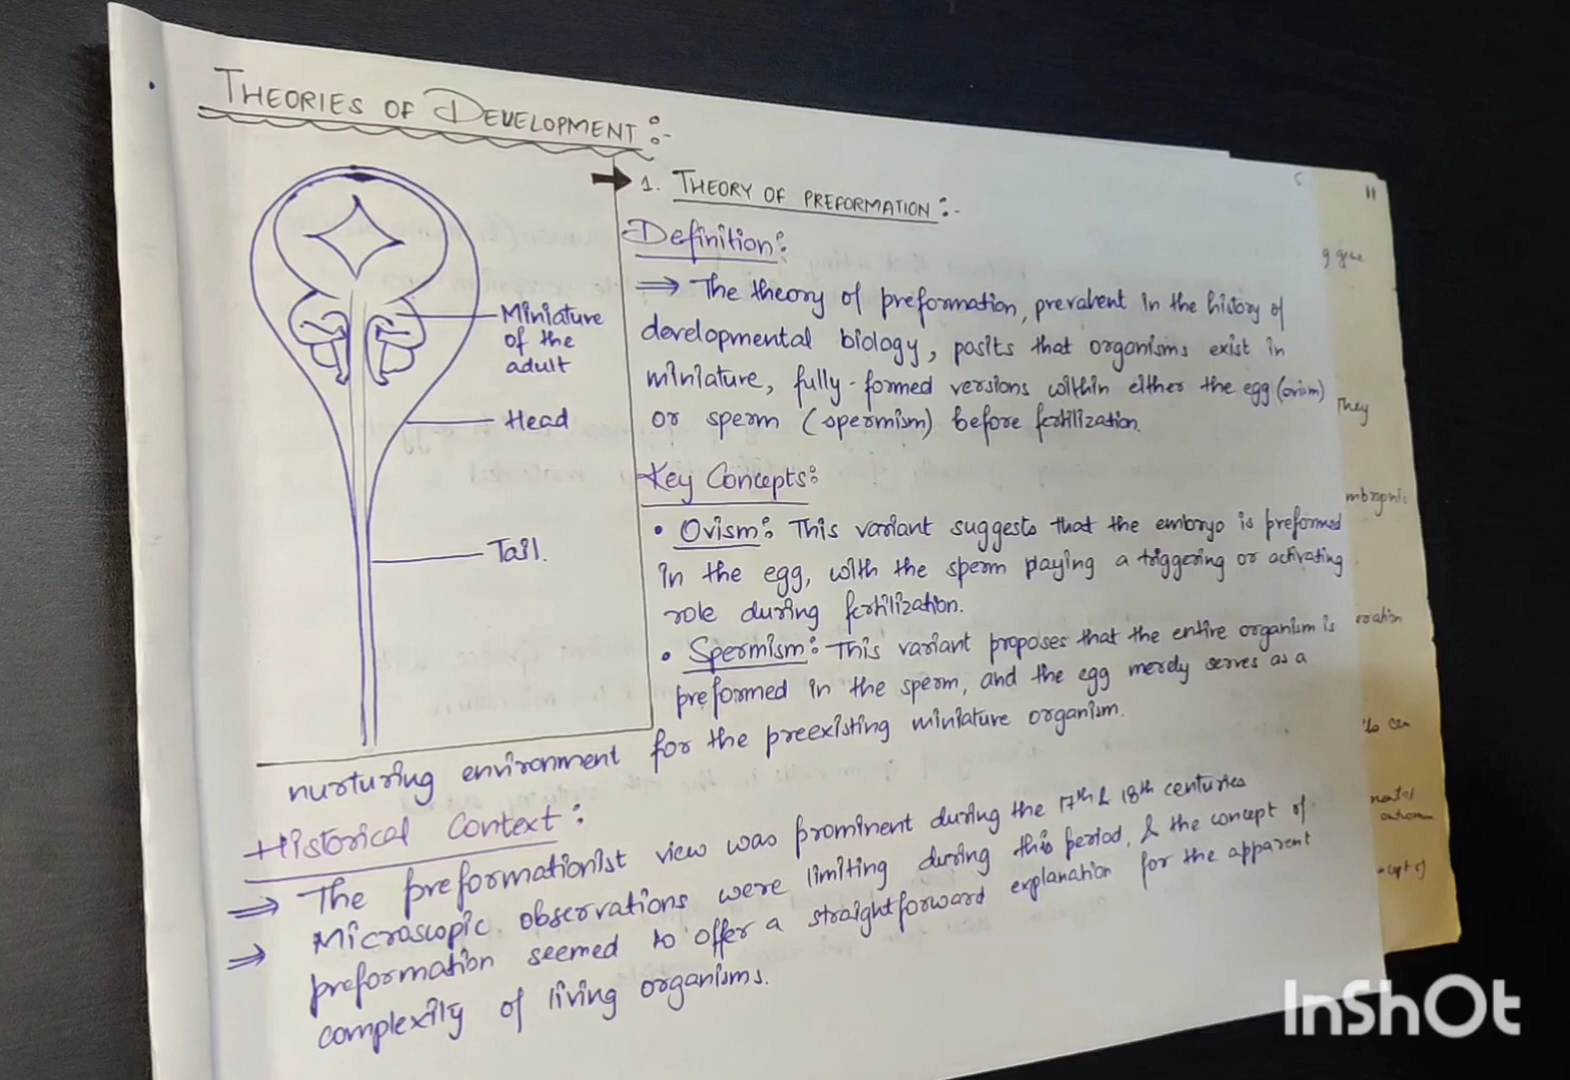 THEORIES OF DEVELOPMENT:-
1. THEORY OF PREFORMATION:-
Definition:
⇒ The theory of preformation, prevalent in the history of
developmental biology, posits that organisms exist in
miniature, fully-formed versions within either the egg (ovism)
or sperm (spermism) before fertilization.
Miniature
of the
adult
Head
Tail.
Key Concepts:
• Ovism: This variant suggests that the embryo is preformed
in the egg, with the sperm playing a triggering or activating
role during fertilization.
• Spermism: This variant proposes that the entire organism is
preformed in the sperm, and the egg merely serves as a
nurturing environment for the preexisting miniature organism.
Historical Context:
⇒ The preformationist view was prominent during the 17th & 18th centuries
⇒ Microscopic observations were limiting during this period, & the concept of
preformation seemed to offer a straightforward explanation for the apparent
complexity of living organisms.
11
They
InShOt